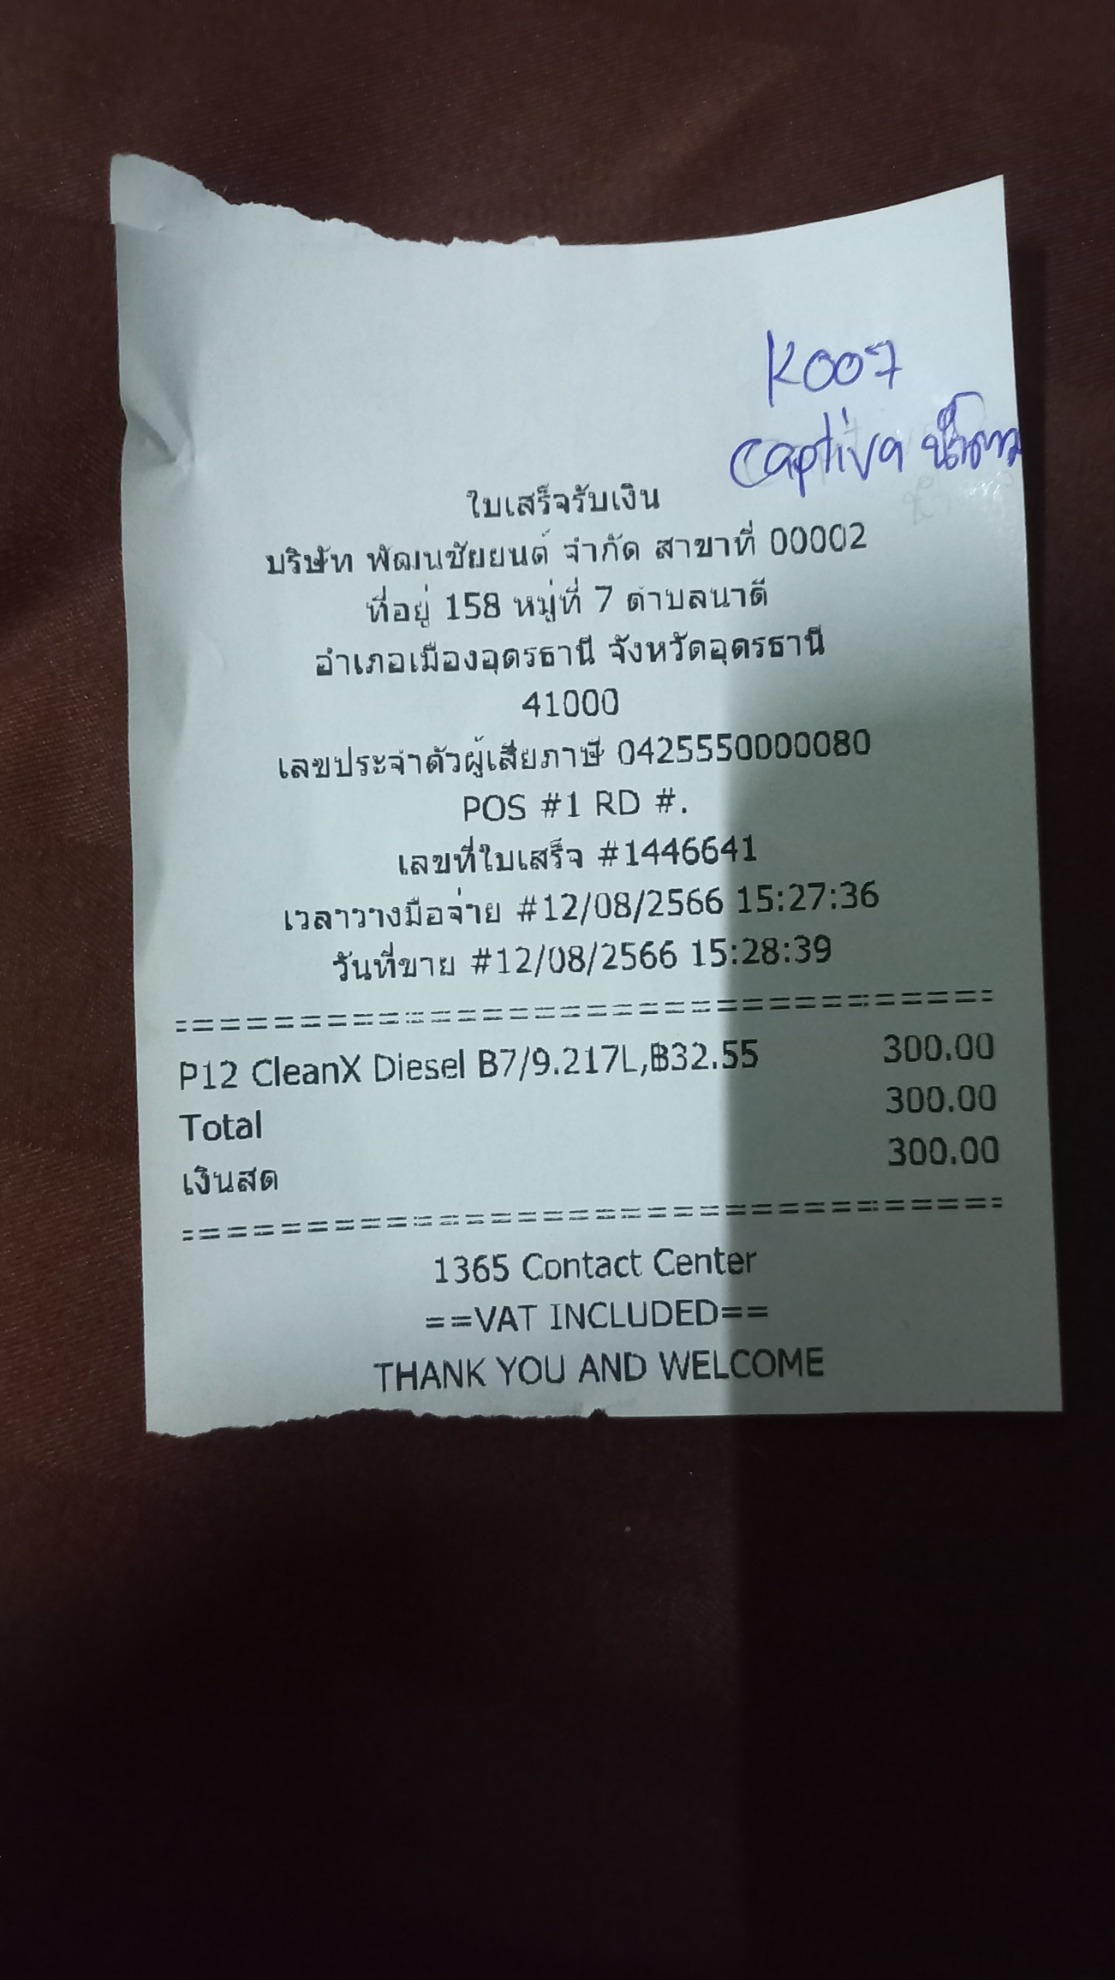 K007
Captiva
ใบเสร็จรับเงิน
บริษัท พัฒนชัยยนต์ จำกัด สาขาที่ 00002
ที่อยู่ 158 หมู่ที่ 7 ตำบลนาดี
อำเภอเมืองอุดรธานี จังหวัดอุดรธานี
41000
เลขประจำตัวผู้เสียภาษี 0425550000080
POS #1 RD #.
เลขที่ใบเสร็จ #1446641
เวลาวางมือจ่าย #12/08/2566 15:27:36
วันที่ขาย #12/08/2566 15:28:39
================================
P12 CleanX Diesel B7/9.217L,฿32.55 300.00
Total 300.00
เงินสด 300.00
================================
1365 Contact Center
==VAT INCLUDED==
THANK YOU AND WELCOME